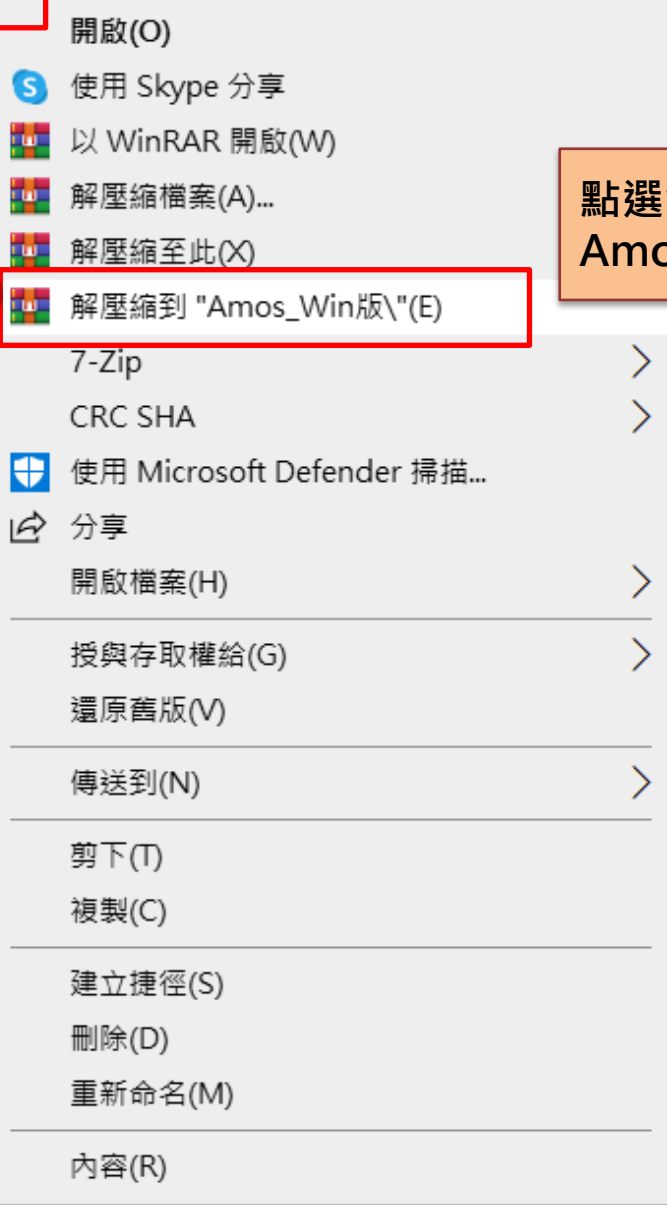 開啟(O)
使用 Skype 分享
以 WinRAR 開啟(W)
解壓縮檔案(A)...
點選
解壓縮至此(X)
解壓縮到 "Amos_Win版\"(E)
7-Zip
CRC SHA
使用 Microsoft Defender 掃描...
分享
開啟檔案(H)
授與存取權給(G)
還原舊版(V)
傳送到(N)
剪下(T)
複製(C)
建立捷徑(S)
刪除(D)
重新命名(M)
內容(R)